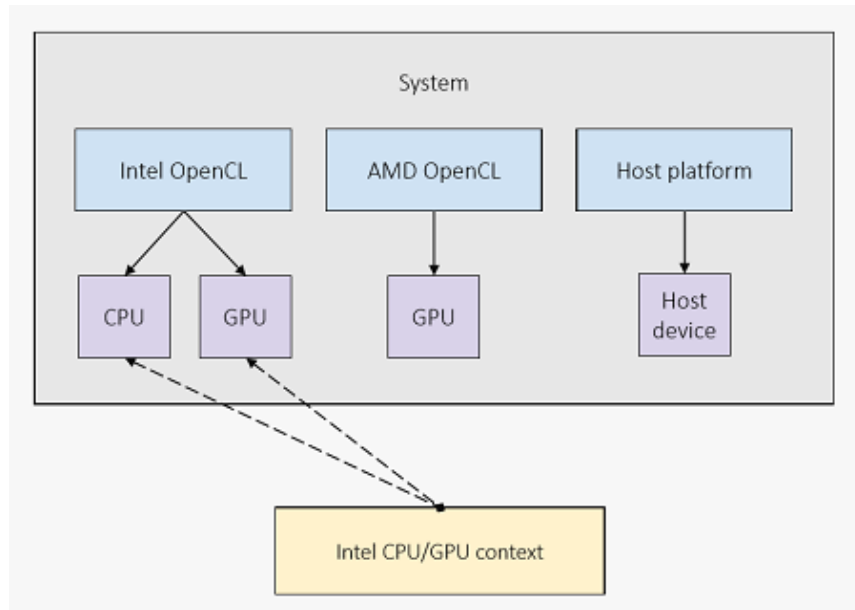 System
Intel OpenCL
AMD OpenCL
Host platform
CPU
GPU
GPU
Host
device
Intel CPU/GPU context